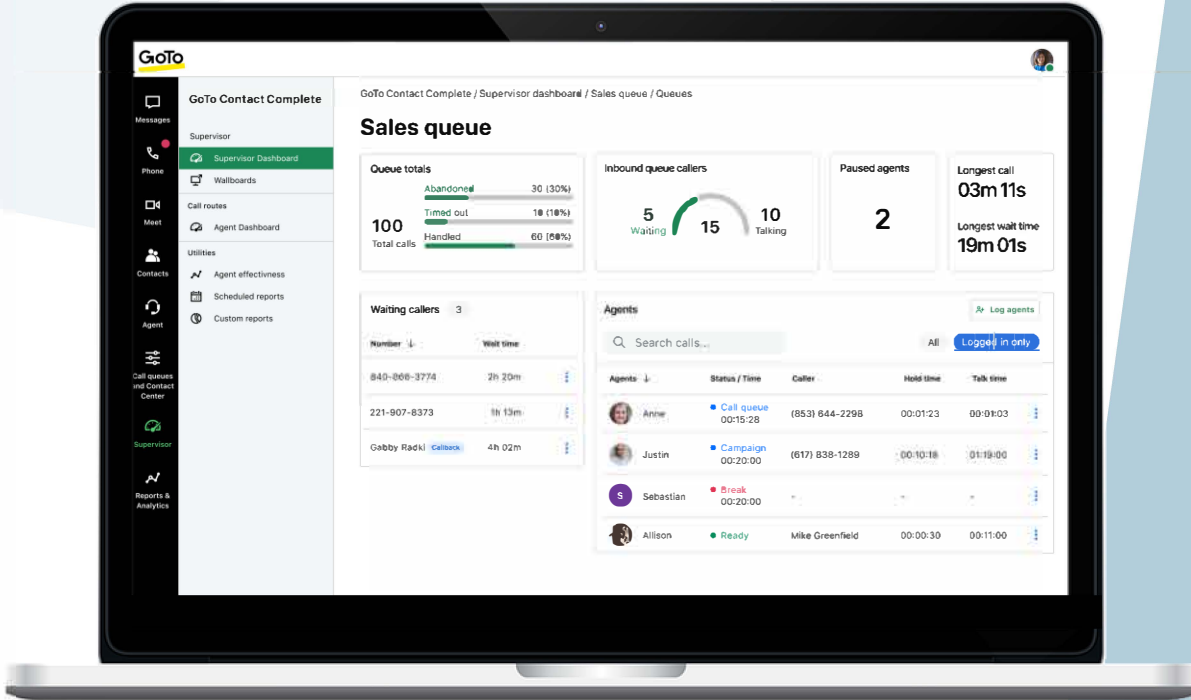 GoTo
Messages
Phone
Meet
Contacts
Agent
Call queues
and Contact
Center
Supervisor
Reports &
Analytics
GoTo Contact Complete
Supervisor
Supervisor Dashboard
Wallboards
Call routes
Agent Dashboard
Utilities
Agent effectivness
Scheduled reports
Custom reports
GoTo Contact Complete / Supervisor dashboard / Sales queue / Queues
Sales queue
Queue totals
100
Total calls
Abandoned 30 (30%)
Timed out 10 (10%)
Handled 60 (60%)
Inbound queue callers
5
Waiting
15
10
Talking
Paused agents
2
Longest call
03m 11s
Longest wait time
19m 01s
Waiting callers 3
Number Wait time
840-868-3774 2h 20m
221-907-8373 1h 13m
Gabby Radki Callback 4h 02m
Agents
Log agents
Search calls...
All Logged in only
Agents Status / Time Caller Hold time Talk time
Anne Call queue (853) 644-2298 00:01:23 00:01:03
00:15:28
Justin Campaign (617) 838-1289 00:10:18 01:19:00
00:20:00
S Sebastian Break - - -
00:20:00
Allison Ready Mike Greenfield 00:00:30 00:11:00